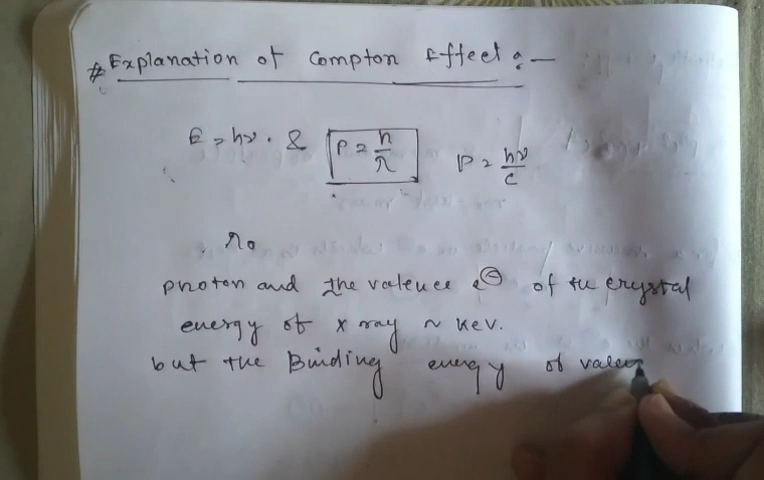 # Explanation of Compton Effect :-
E = hν . & P = h/λ P = hν/c
λ0
photon and the valence e⊖ of the crystal
energy of x ray ~ kev.
but the Binding energy of valen